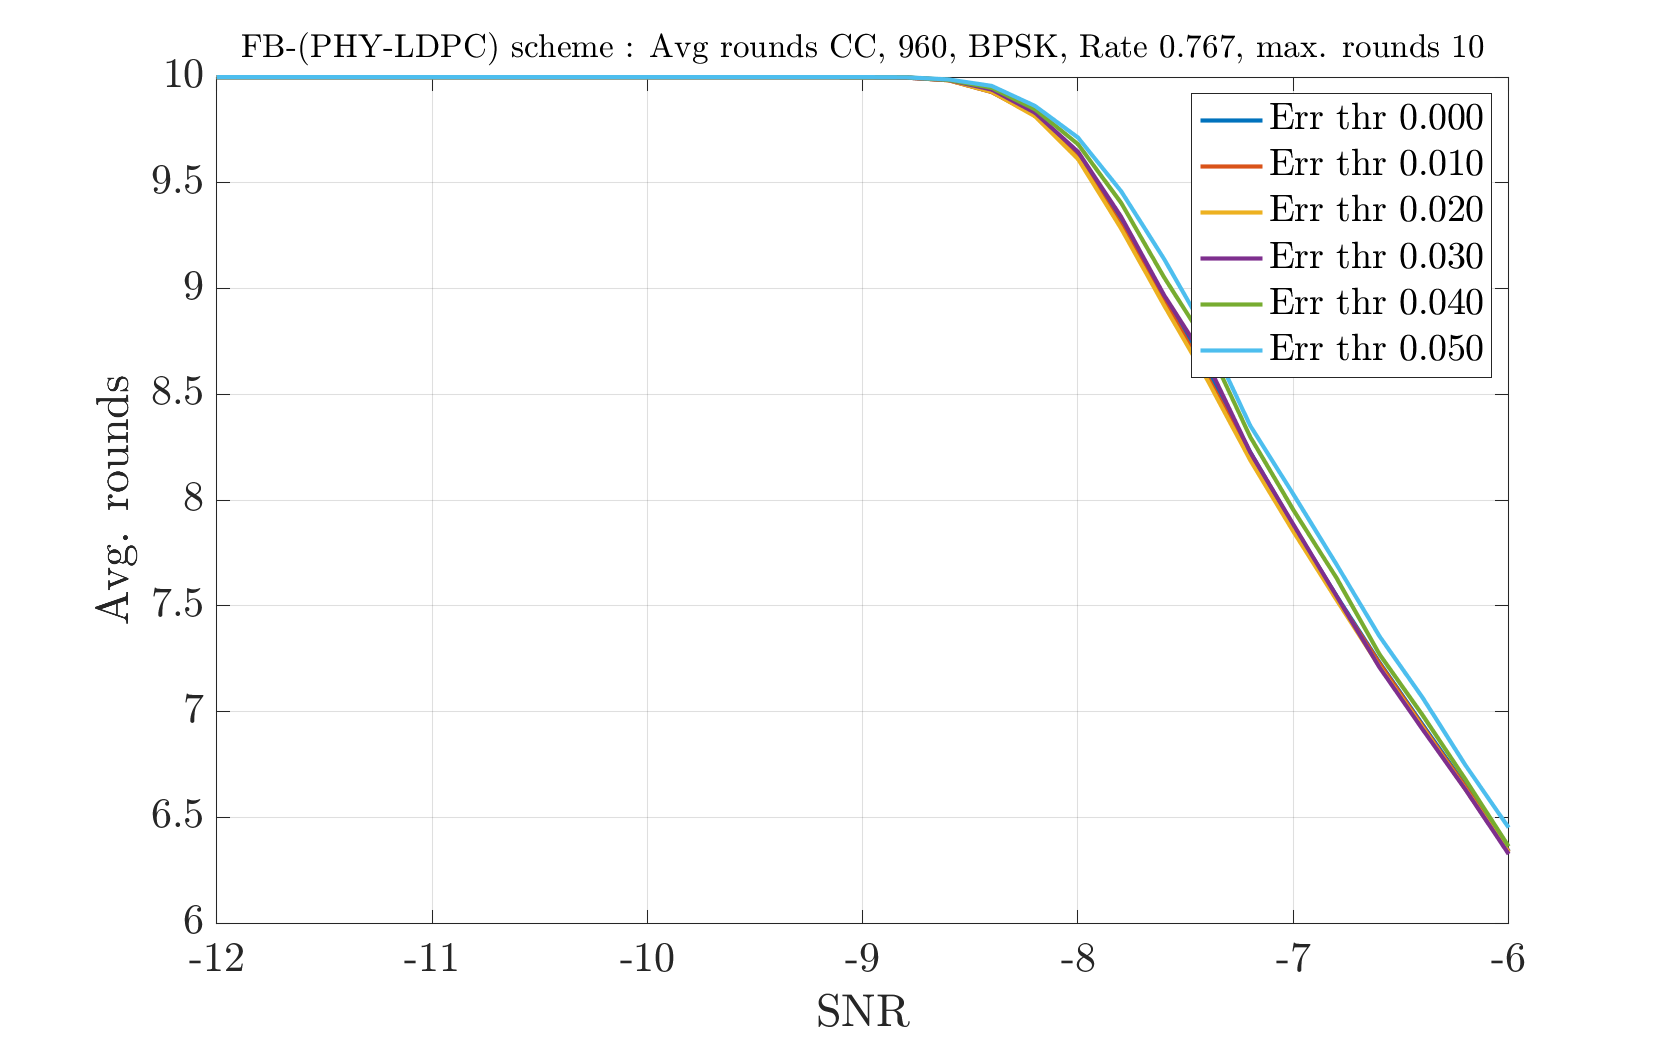 FB-(PHY-LDPC) scheme : Avg rounds CC, 960, BPSK, Rate 0.767, max. rounds 10
10
9.5
9
8.5
8
7.5
7
6.5
6
Avg. rounds
Err thr 0.000
Err thr 0.010
Err thr 0.020
Err thr 0.030
Err thr 0.040
Err thr 0.050
-12 -11 -10 -9 -8 -7 -6
SNR